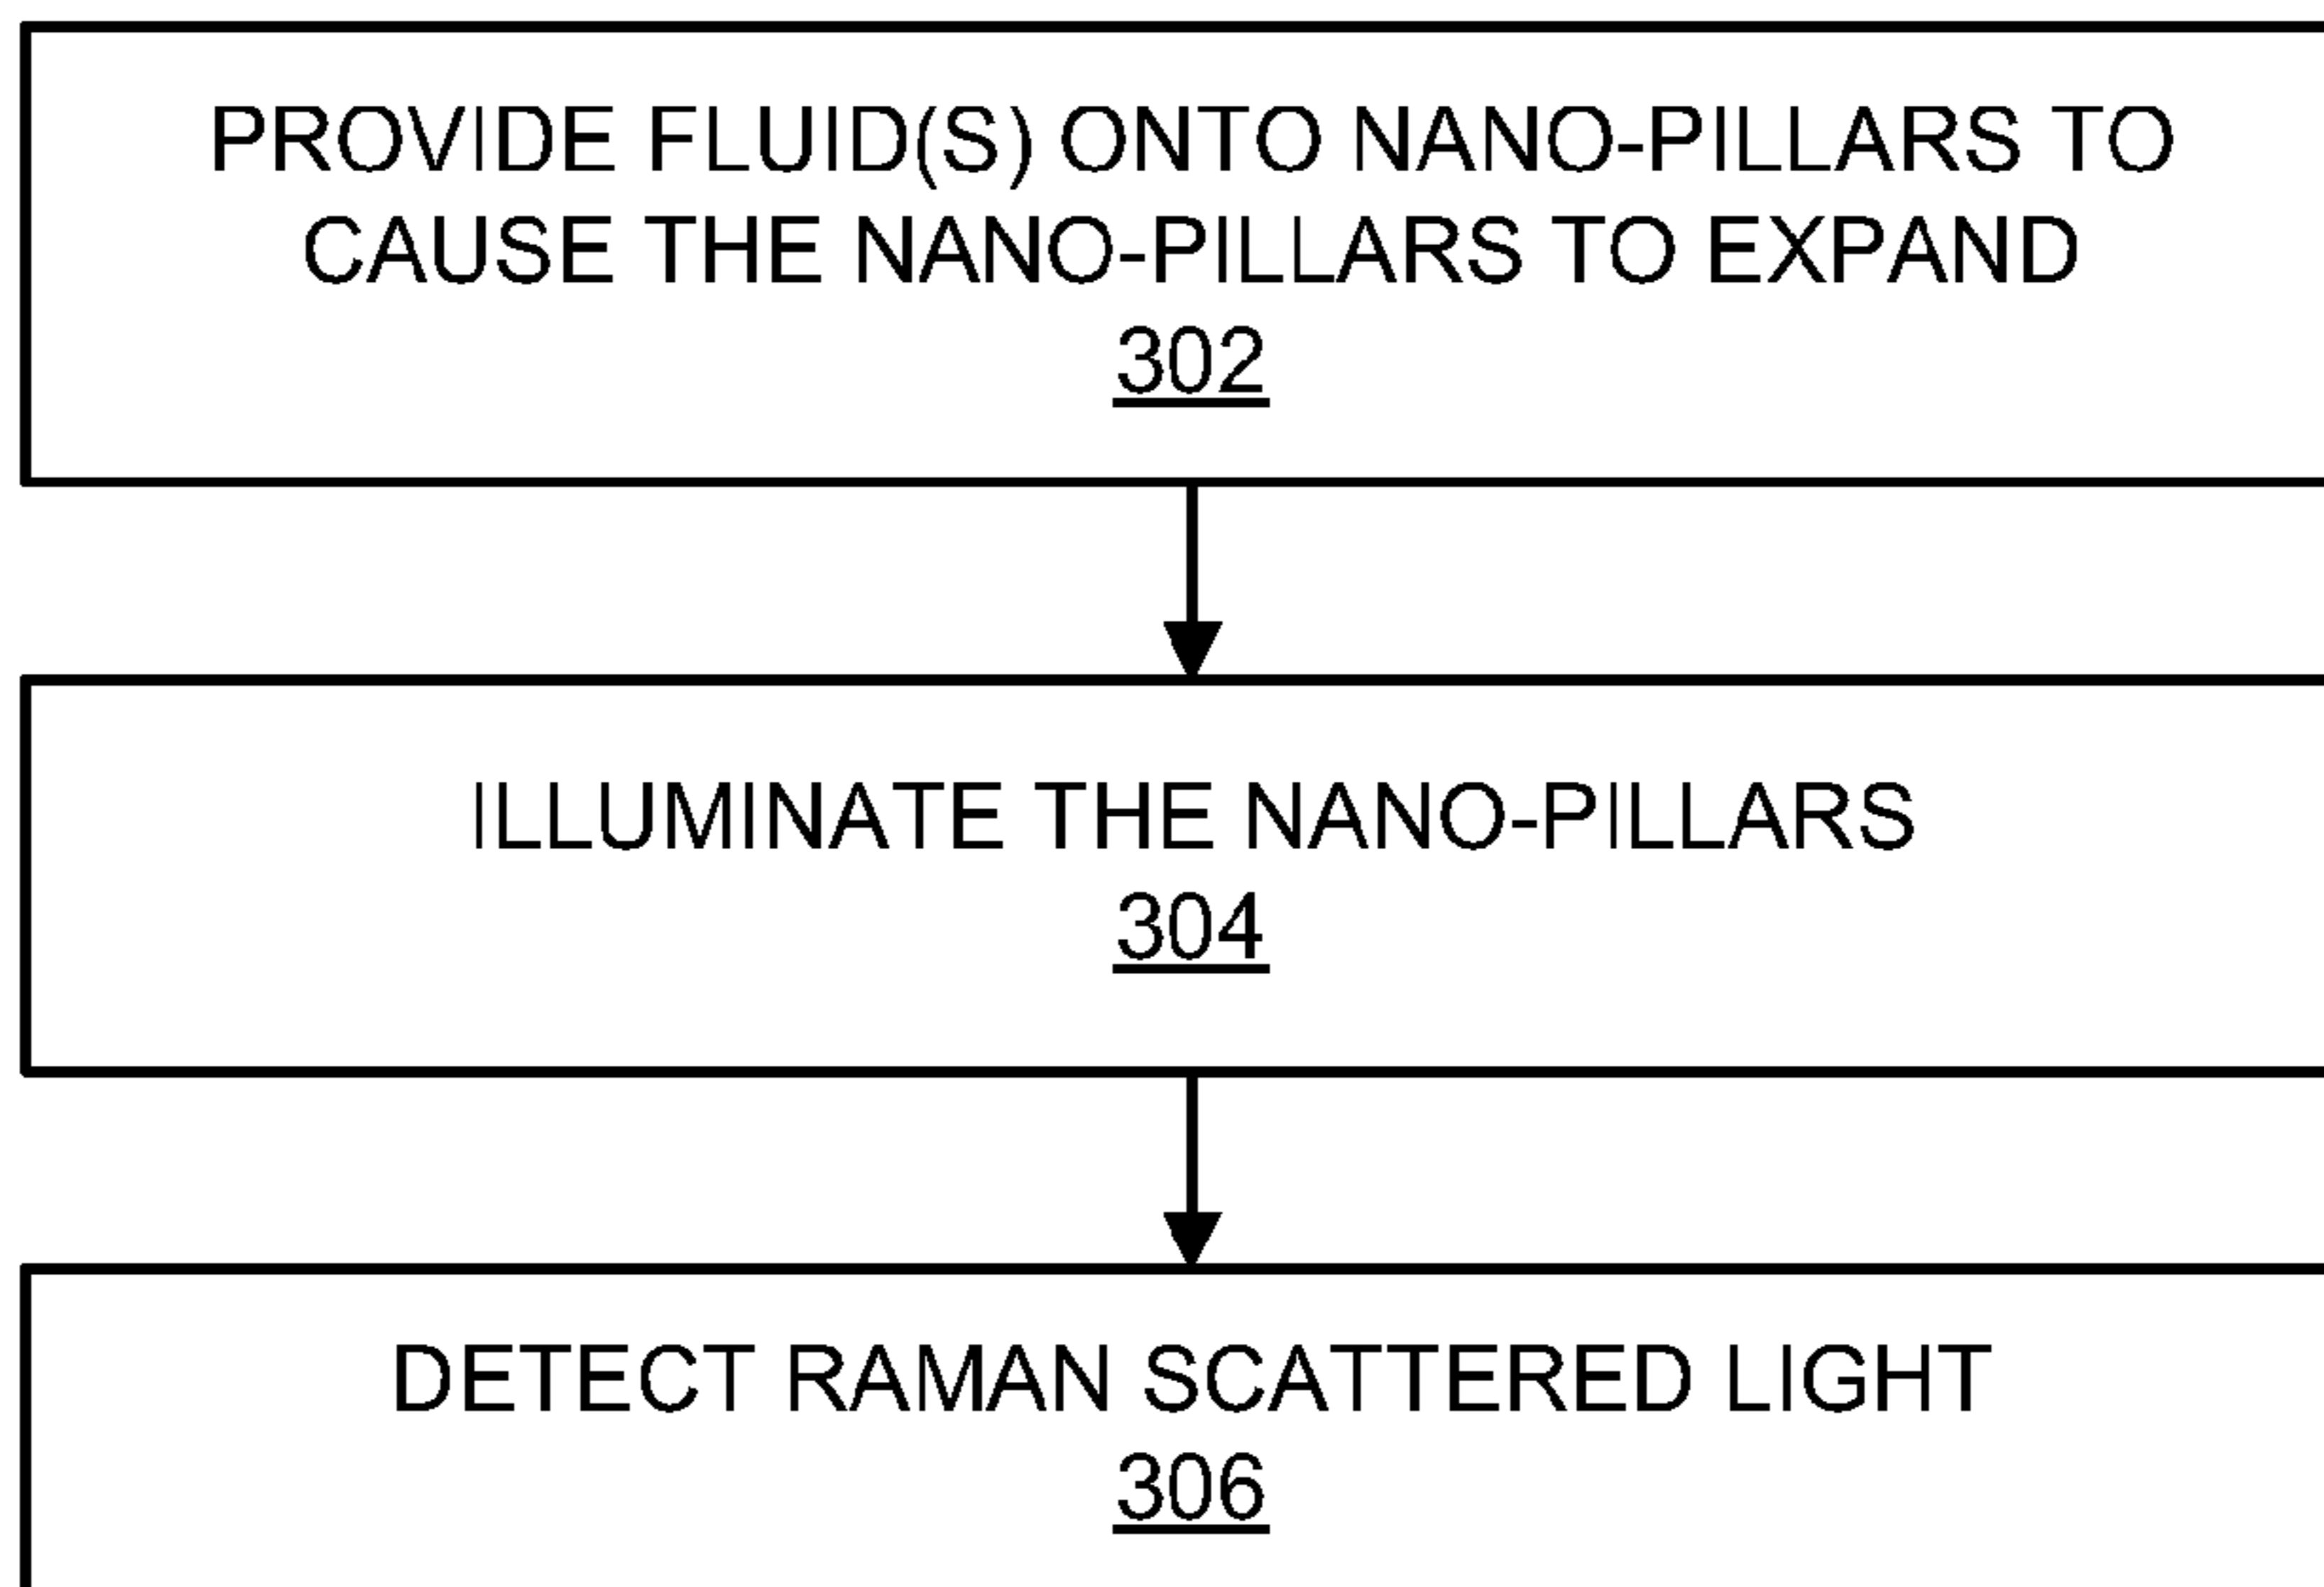 PROVIDE FLUID(S) ONTO NANO-PILLARS TO
CAUSE THE NANO-PILLARS TO EXPAND
302
ILLUMINATE THE NANO-PILLARS
304
DETECT RAMAN SCATTERED LIGHT
306